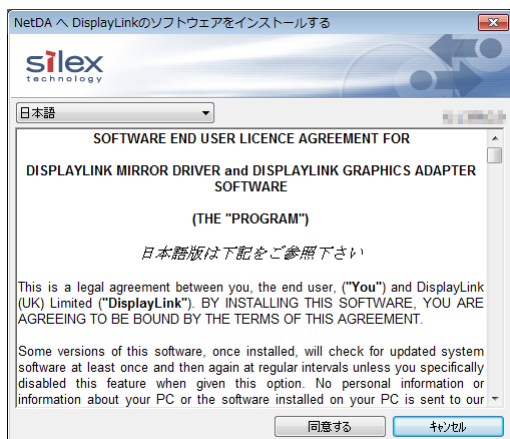 NetDA へ DisplayLinkのソフトウェアをインストールする
silex
technology
日本語
SOFTWARE END USER LICENCE AGREEMENT FOR
DISPLAYLINK MIRROR DRIVER and DISPLAYLINK GRAPHICS ADAPTER
SOFTWARE
(THE "PROGRAM")
日本語版は下記をご参照下さい
This is a legal agreement between you, the end user, ("You") and DisplayLink
(UK) Limited ("DisplayLink"). BY INSTALLING THIS SOFTWARE, YOU ARE
AGREEING TO BE BOUND BY THE TERMS OF THIS AGREEMENT.
Some versions of this software, once installed, will check for updated system
software at least once and then again at regular intervals unless you specifically
disabled this feature when given this option. No personal information or
information about your PC or the software installed on your PC is sent to our
同意する
キャンセル